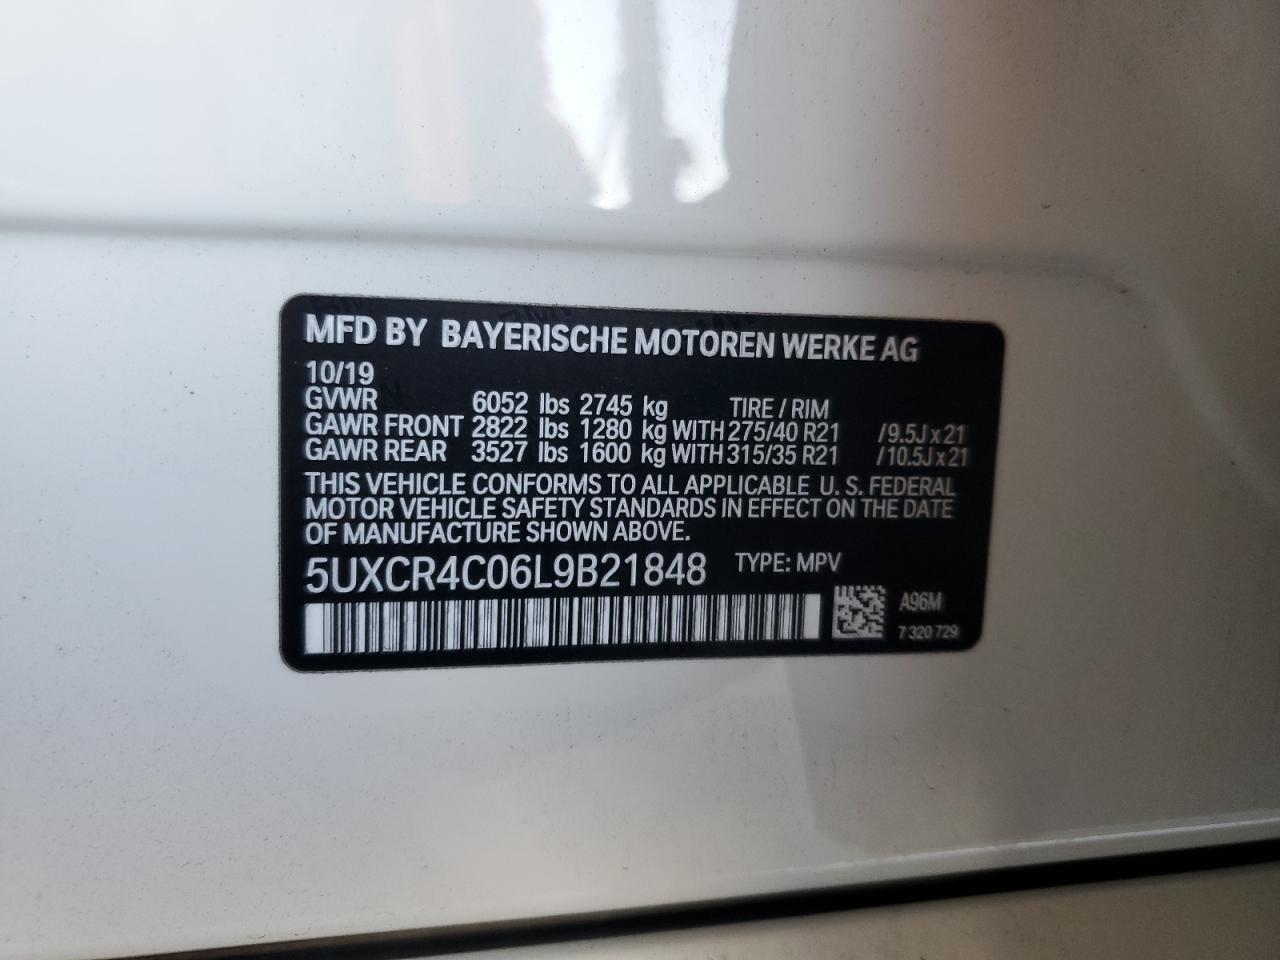 MFD BY BAYERISCHE MOTOREN WERKE AG
10/19
GVWR 6052 lbs 2745 kg TIRE / RIM
GAWR FRONT 2822 lbs 1280 kg WITH 275/40 R21 /9.5J x 21
GAWR REAR 3527 lbs 1600 kg WITH 315/35 R21 /10.5J x 21
THIS VEHICLE CONFORMS TO ALL APPLICABLE U. S. FEDERAL
MOTOR VEHICLE SAFETY STANDARDS IN EFFECT ON THE DATE
OF MANUFACTURE SHOWN ABOVE.
5UXCR4C06L9B21848 TYPE: MPV
A96M
7 320 729